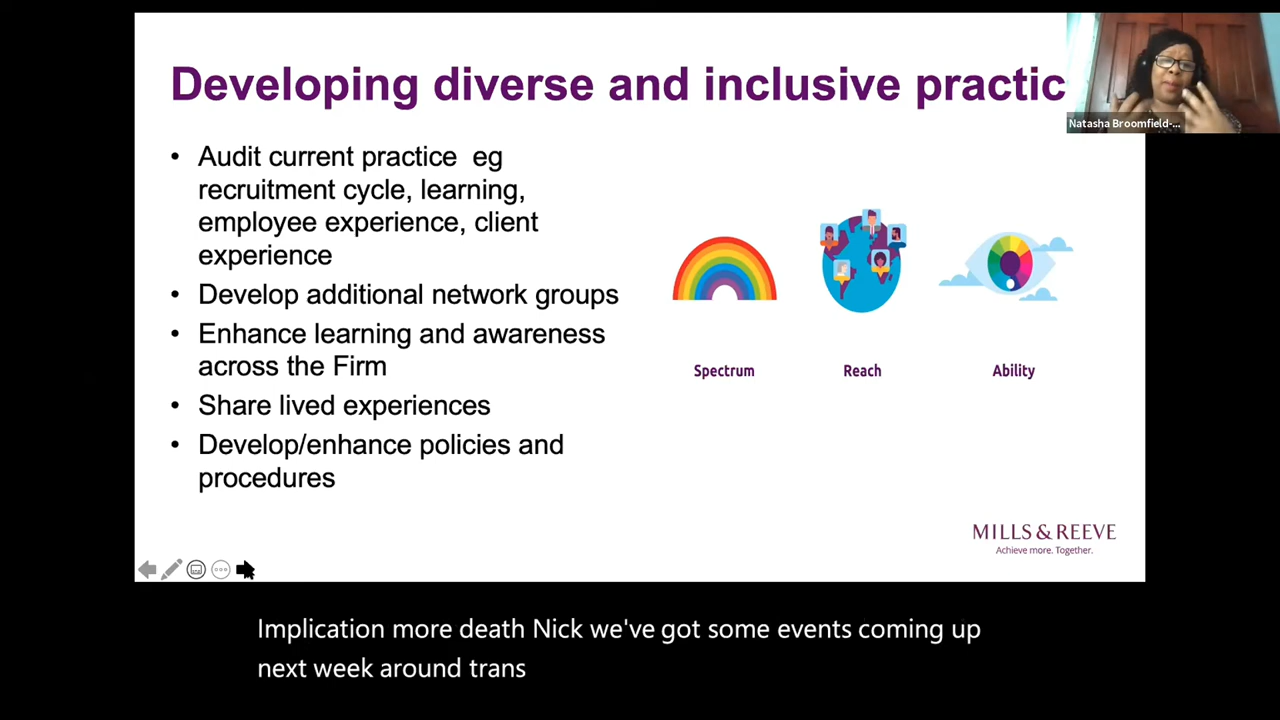 Developing diverse and inclusive practic
Natasha Broomfield-...
• Audit current practice eg
recruitment cycle, learning,
employee experience, client
experience
• Develop additional network groups
• Enhance learning and awareness
across the Firm
• Share lived experiences
• Develop/enhance policies and
procedures
Spectrum
Reach
Ability
MILLS & REEVE
Achieve more. Together.
Implication more death Nick we've got some events coming up
next week around trans